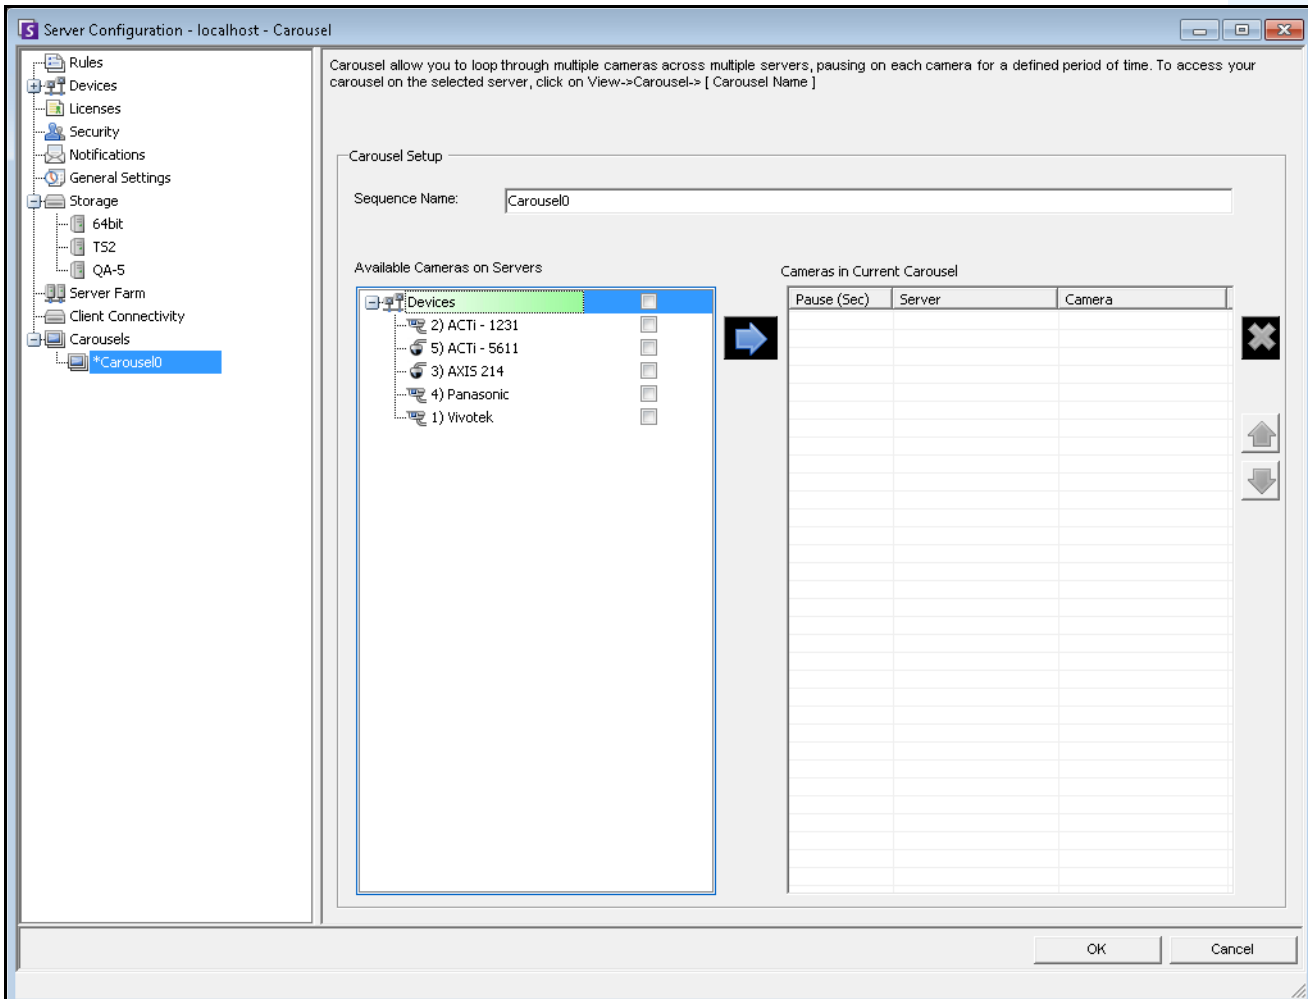 Server Configuration - localhost - Carousel
Rules
Devices
Licenses
Security
Notifications
General Settings
Storage
64bit
TS2
QA-5
Server Farm
Client Connectivity
Carousels
*Carousel0
Carousel allow you to loop through multiple cameras across multiple servers, pausing on each camera for a defined period of time. To access your
carousel on the selected server, click on View->Carousel-> [ Carousel Name ]
Carousel Setup
Sequence Name:
Carousel0
Available Cameras on Servers
Devices
2) ACTi - 1231
5) ACTi - 5611
3) AXIS 214
4) Panasonic
1) Vivotek
Cameras in Current Carousel
Pause (Sec) Server Camera
OK Cancel